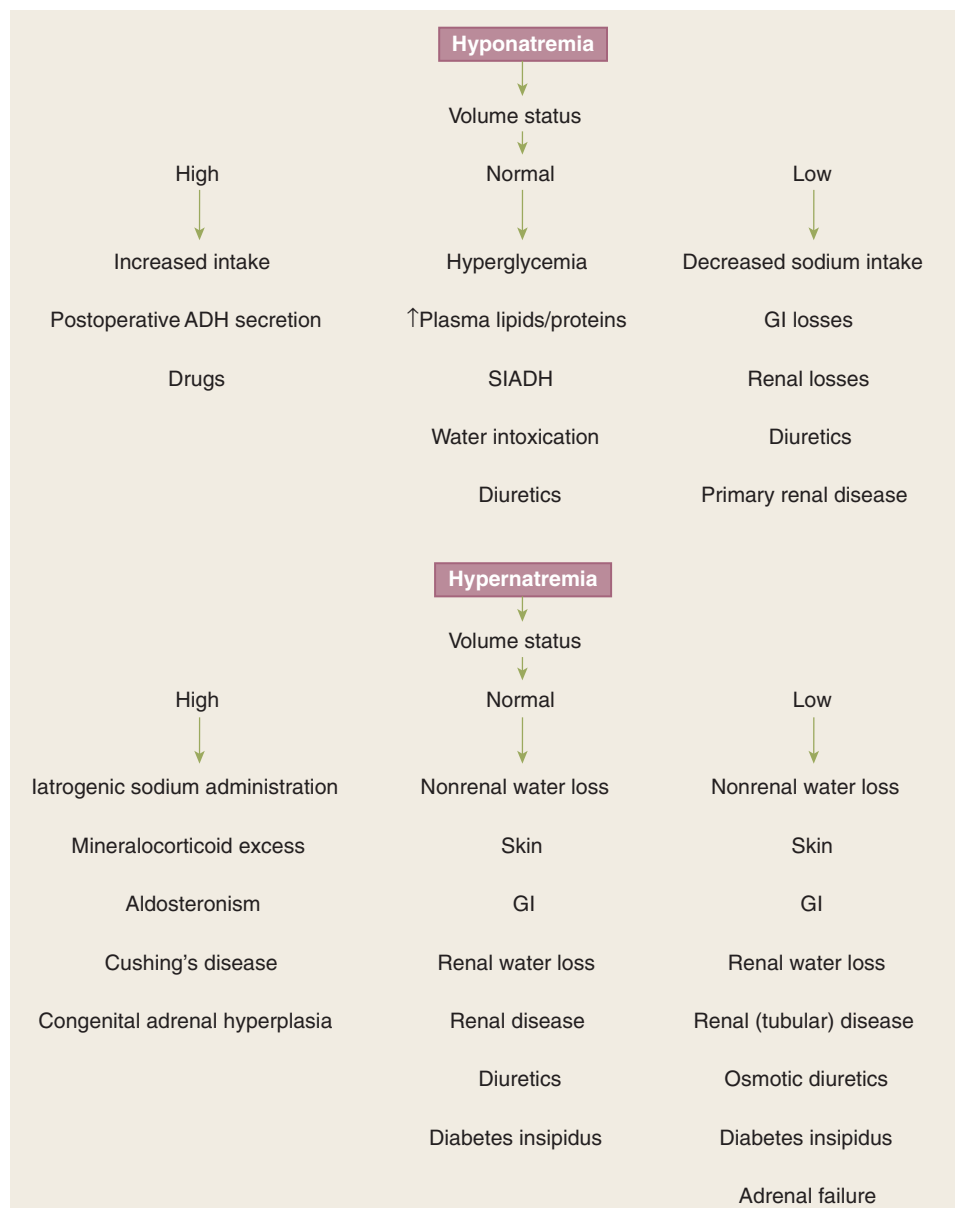 Hyponatremia
Volume status
High
Normal
Low
Increased intake
Hyperglycemia
Decreased sodium intake
Postoperative ADH secretion
↑Plasma lipids/proteins
GI losses
Drugs
SIADH
Renal losses
Water intoxication
Diuretics
Diuretics
Primary renal disease
Hypernatremia
Volume status
High
Normal
Low
Iatrogenic sodium administration
Nonrenal water loss
Nonrenal water loss
Mineralocorticoid excess
Skin
Skin
Aldosteronism
GI
GI
Cushing's disease
Renal water loss
Renal water loss
Congenital adrenal hyperplasia
Renal disease
Renal (tubular) disease
Diuretics
Osmotic diuretics
Diabetes insipidus
Diabetes insipidus
Adrenal failure